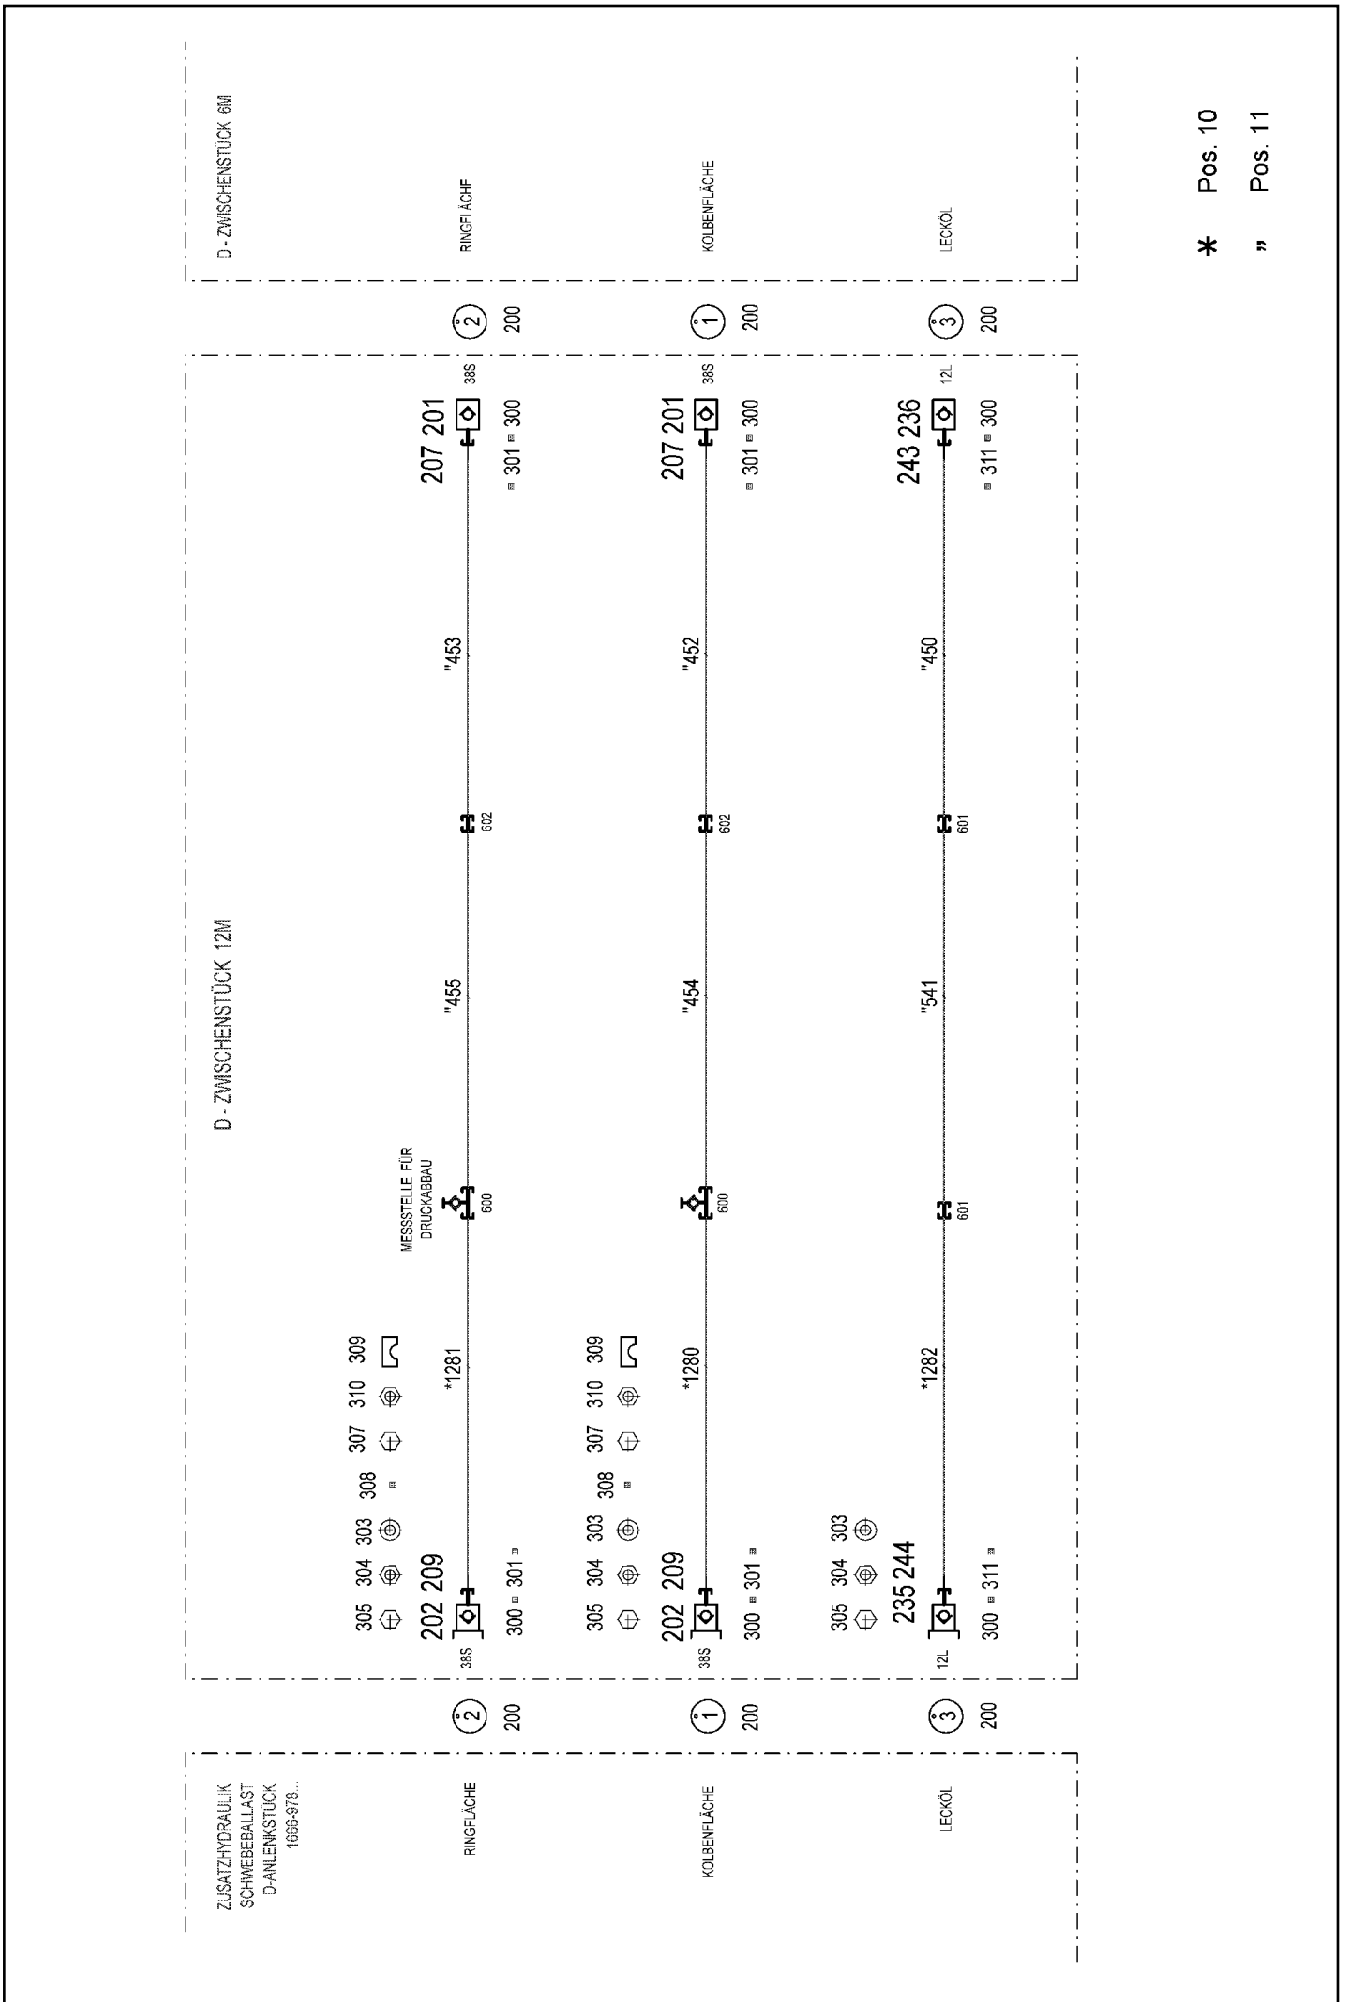 ZUSATZHYDRAULIK
SCHWEBEBALLAST
D-ANLENKSTÜCK
D - ZWISCHENSTÜCK 12M
D - ZWISCHENSTÜCK 6M
305 304 303 308 307 310 309
MESSSTELLE FÜR
DRUCKABBAU
RINGFLÄCHE
2
200
38S
202 209
300 301
*1281
600
"455
602
"453
207 201
301 300
38S
2
200
RINGFLÄCHF
305 304 303 308 307 310 309
KOLBENFLÄCHE
1
200
38S
202 209
300 301
*1280
600
"454
602
"452
207 201
301 300
38S
1
200
KOLBENFLÄCHE
305 304 303
LECKÖL
3
200
12L
235 244
300 311
*1282
601
"541
601
"450
243 236
311 300
12L
3
200
LECKÖL
* Pos. 10
" Pos. 11